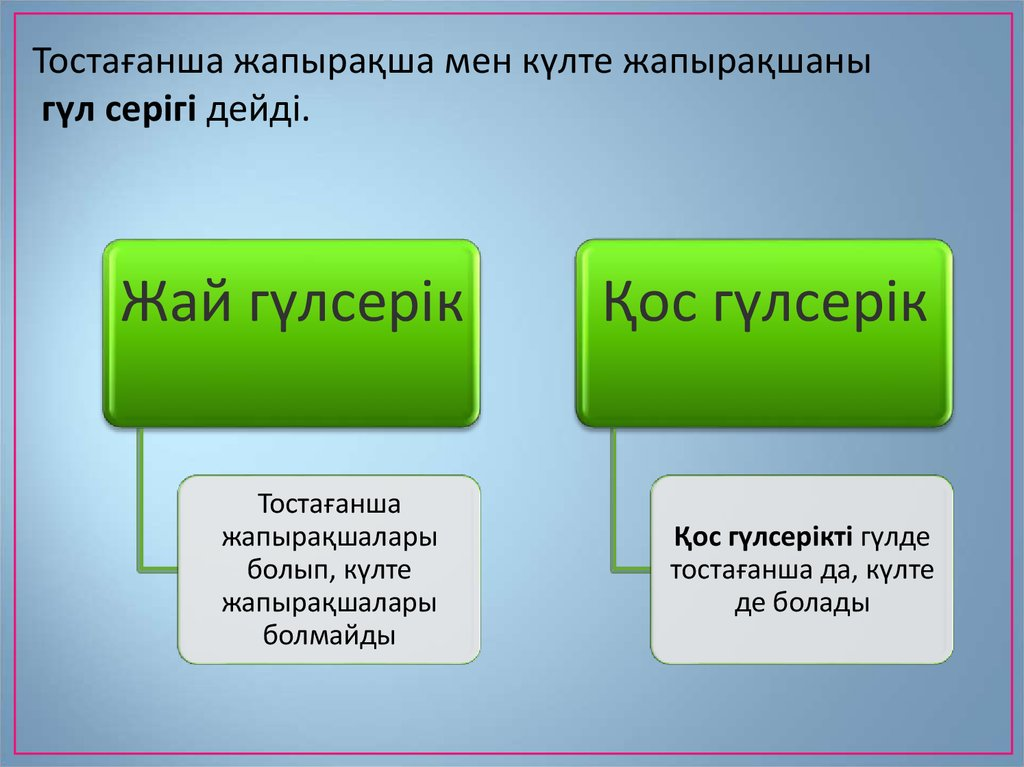 Тостағанша жапырақша мен күлте жапырақшаны
гүл серігі дейді.
Жай гүлсерік
Қос гүлсерік
Тостағанша
жапырақшалары
болып, күлте
жапырақшалары
болмайды
Қос гүлсерікті гүлде
тостағанша да, күлте
де болады